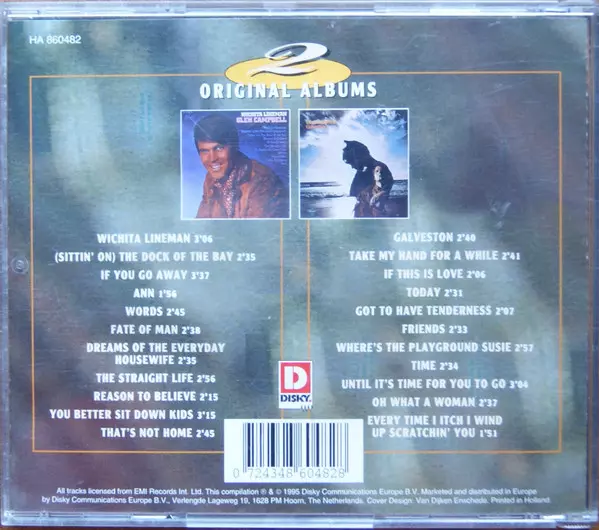 HA 860482
2
ORIGINAL ALBUMS
WICHITA LINEMAN
GLEN CAMPBELL
WICHITA LINEMAN 3'06
(SITTIN' ON) THE DOCK OF THE BAY 2'35
IF YOU GO AWAY 3'37
ANN 1'56
WORDS 2'45
FATE OF MAN 2'38
DREAMS OF THE EVERYDAY
HOUSEWIFE 2'35
THE STRAIGHT LIFE 2'56
REASON TO BELIEVE 2'15
YOU BETTER SIT DOWN KIDS 3'15
THAT'S NOT HOME 2'45
GALVESTON 2'40
TAKE MY HAND FOR A WHILE 2'41
IF THIS IS LOVE 2'06
TODAY 2'31
GOT TO HAVE TENDERNESS 2'07
FRIENDS 2'33
WHERE'S THE PLAYGROUND SUSIE 2'57
TIME 2'34
UNTIL IT'S TIME FOR YOU TO GO 3'04
OH WHAT A WOMAN 2'37
EVERY TIME I ITCH I WIND
UP SCRATCHIN' YOU 1'51
D
DISKY
0 724348 604828
All tracks licensed from EMI Records Int. Ltd. This compilation ℗ & © 1995 Disky Communications Europe B.V. Marketed and distributed in Europe
by Disky Communications Europe B.V., Verlengde Lageweg 19, 1628 PM Hoorn, The Netherlands. Cover Design: Van Dijken Enschede. Printed in Holland.